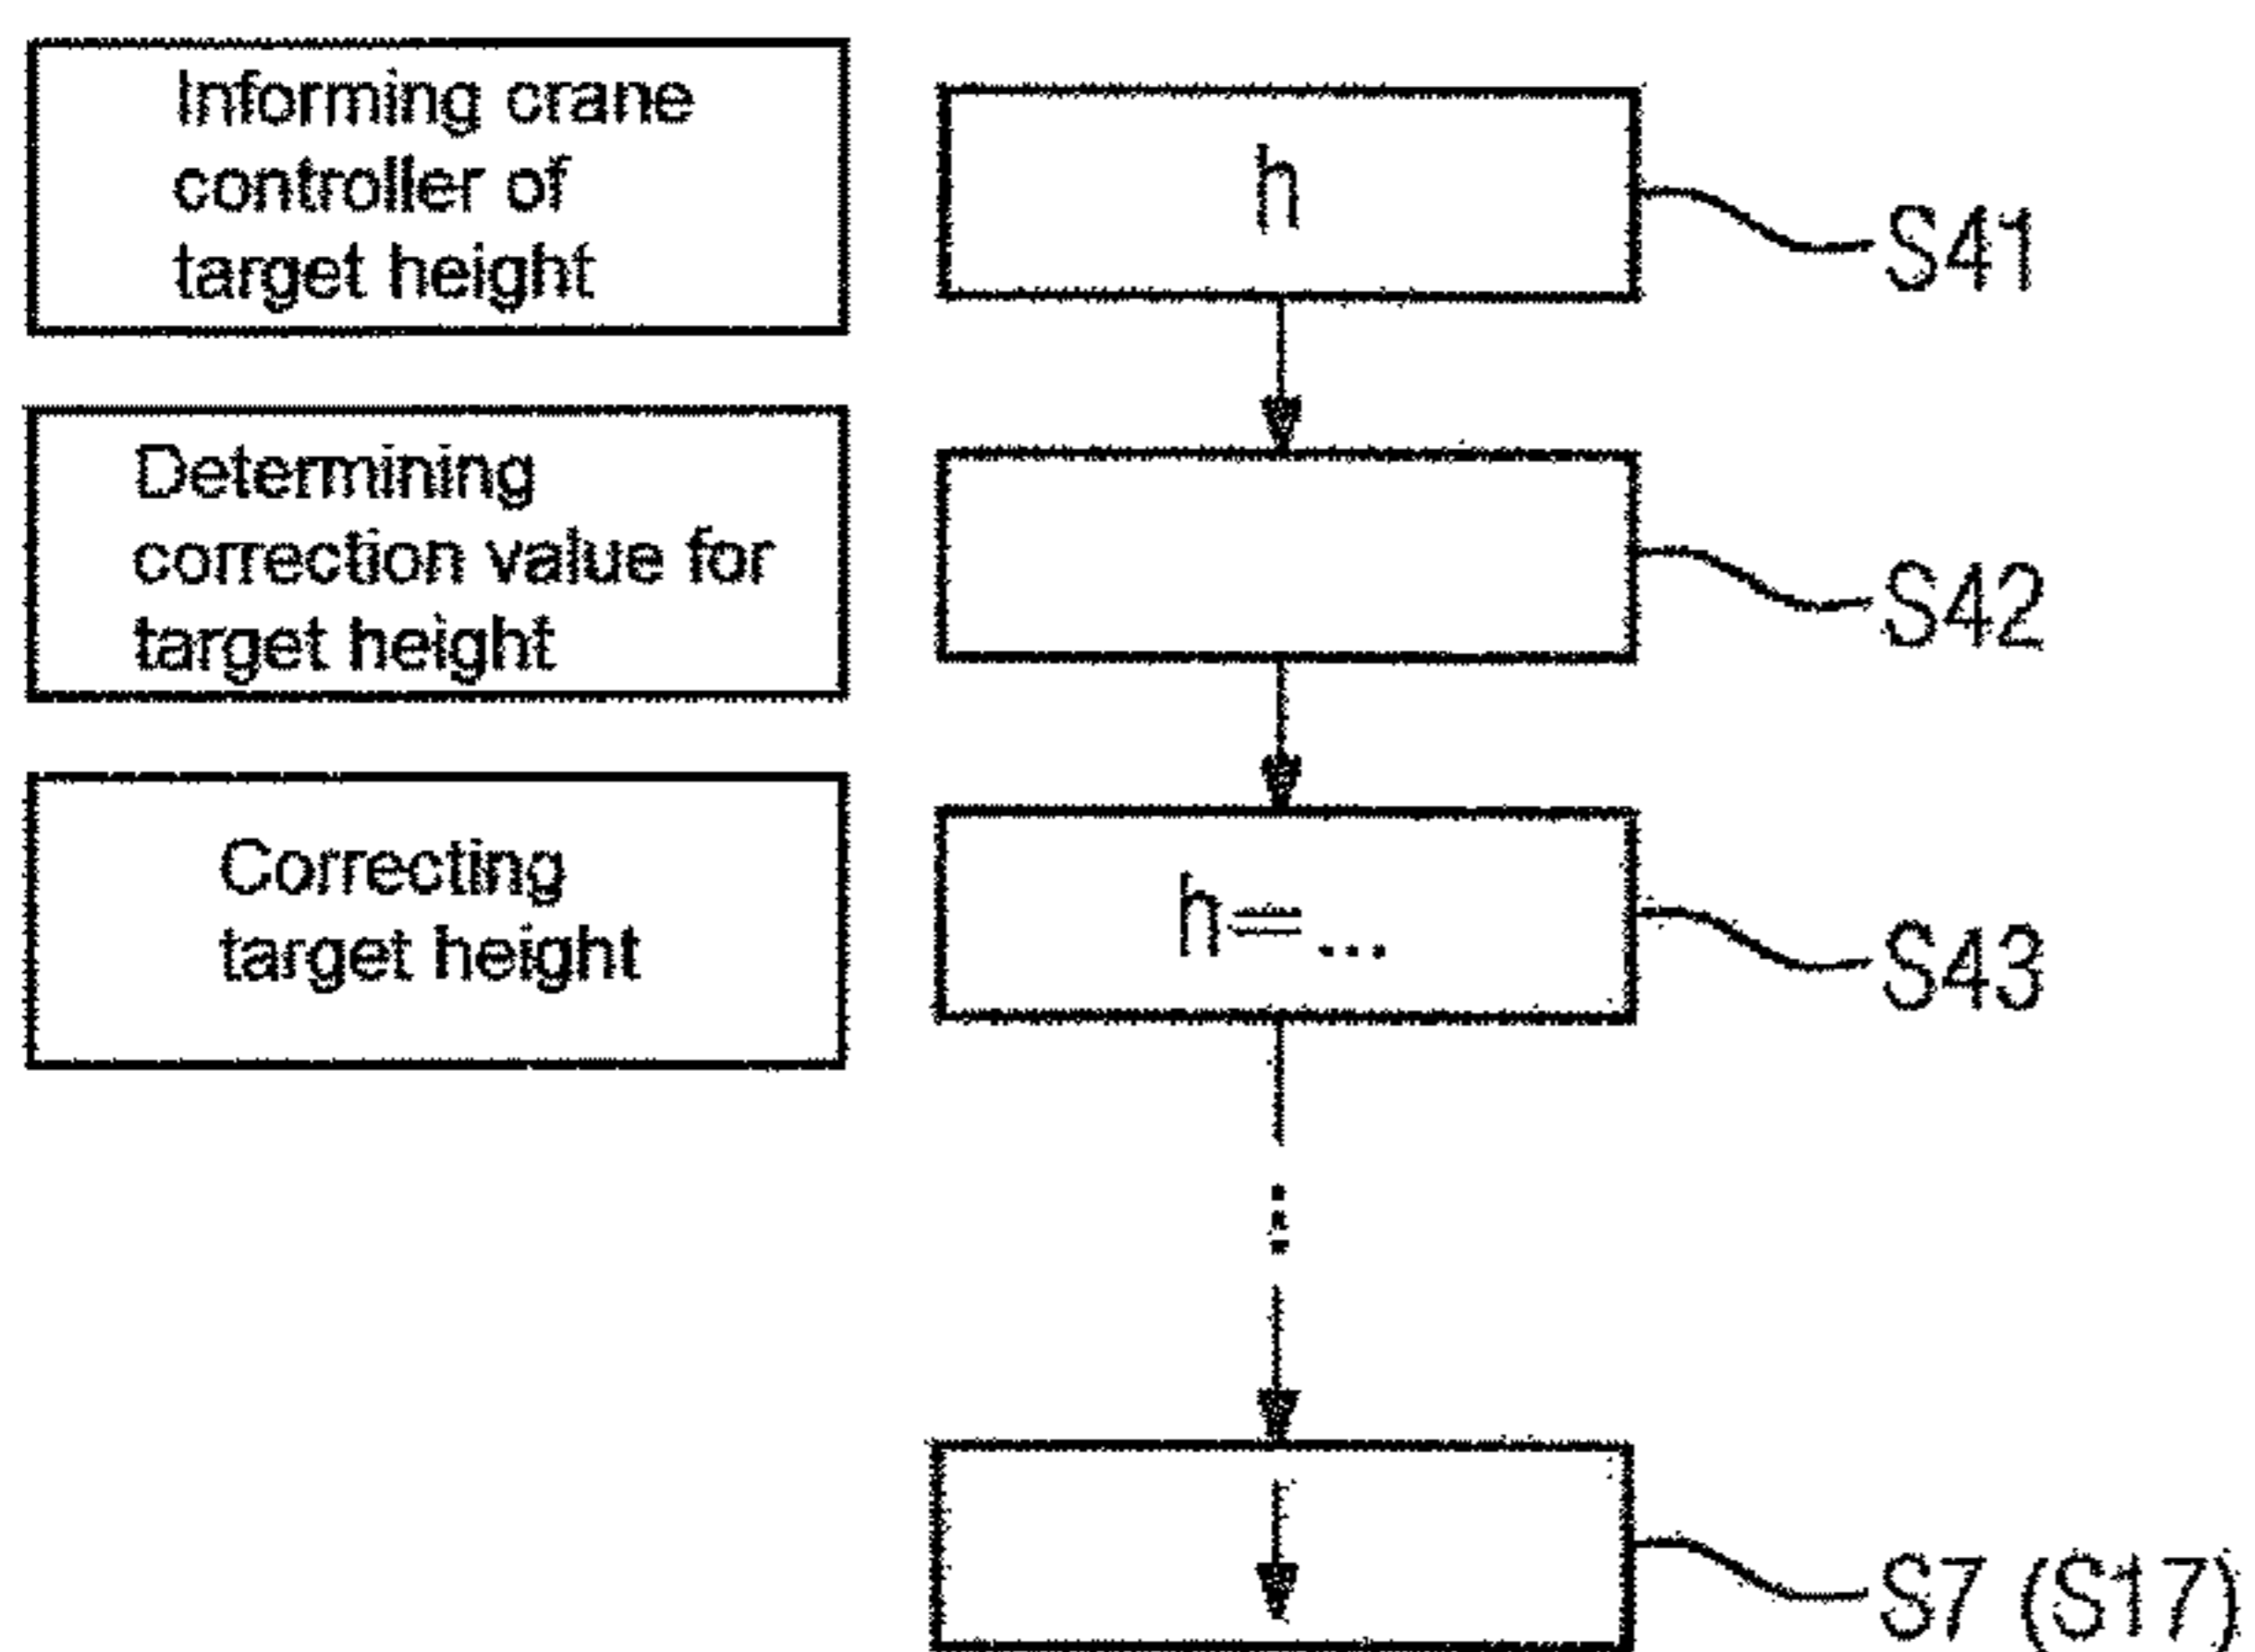 Informing crane
controller of
target height
h
S41
Determining
correction value for
target height
S42
Correcting
target height
h=...
S43
S7 (S17)